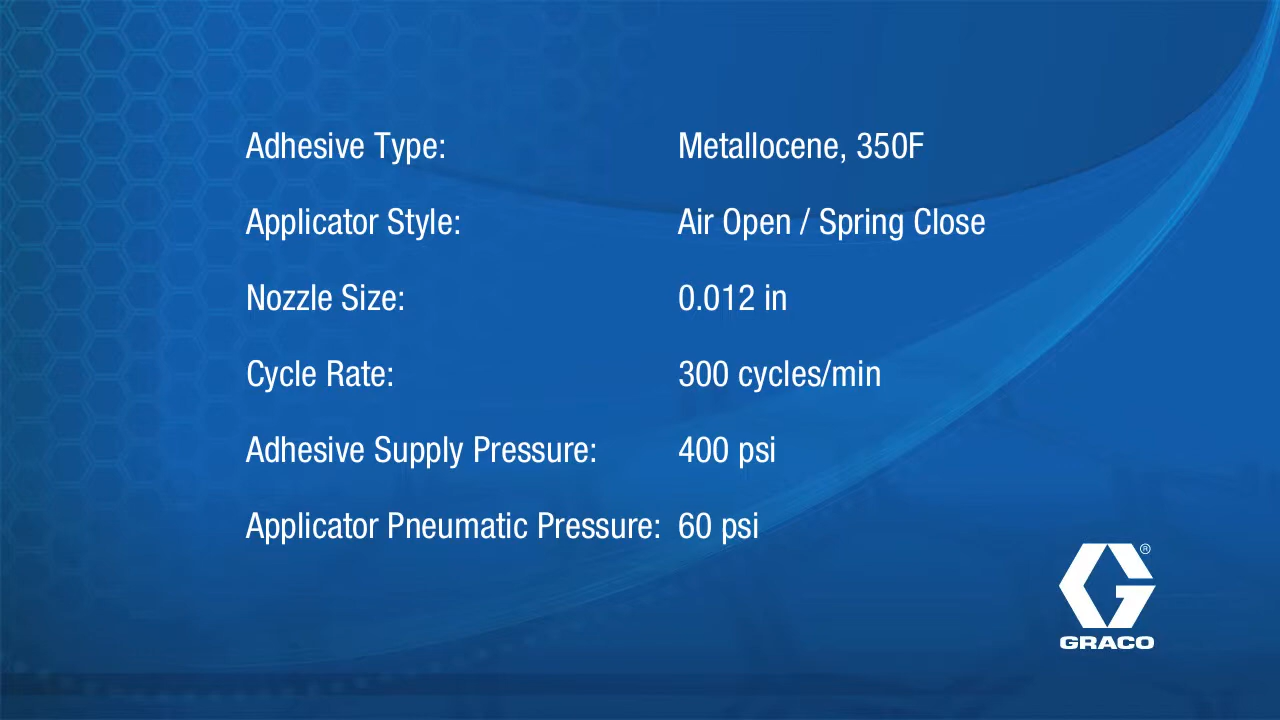 Adhesive Type: Metallocene, 350F
Applicator Style: Air Open / Spring Close
Nozzle Size: 0.012 in
Cycle Rate: 300 cycles/min
Adhesive Supply Pressure: 400 psi
Applicator Pneumatic Pressure: 60 psi
®
GRACO